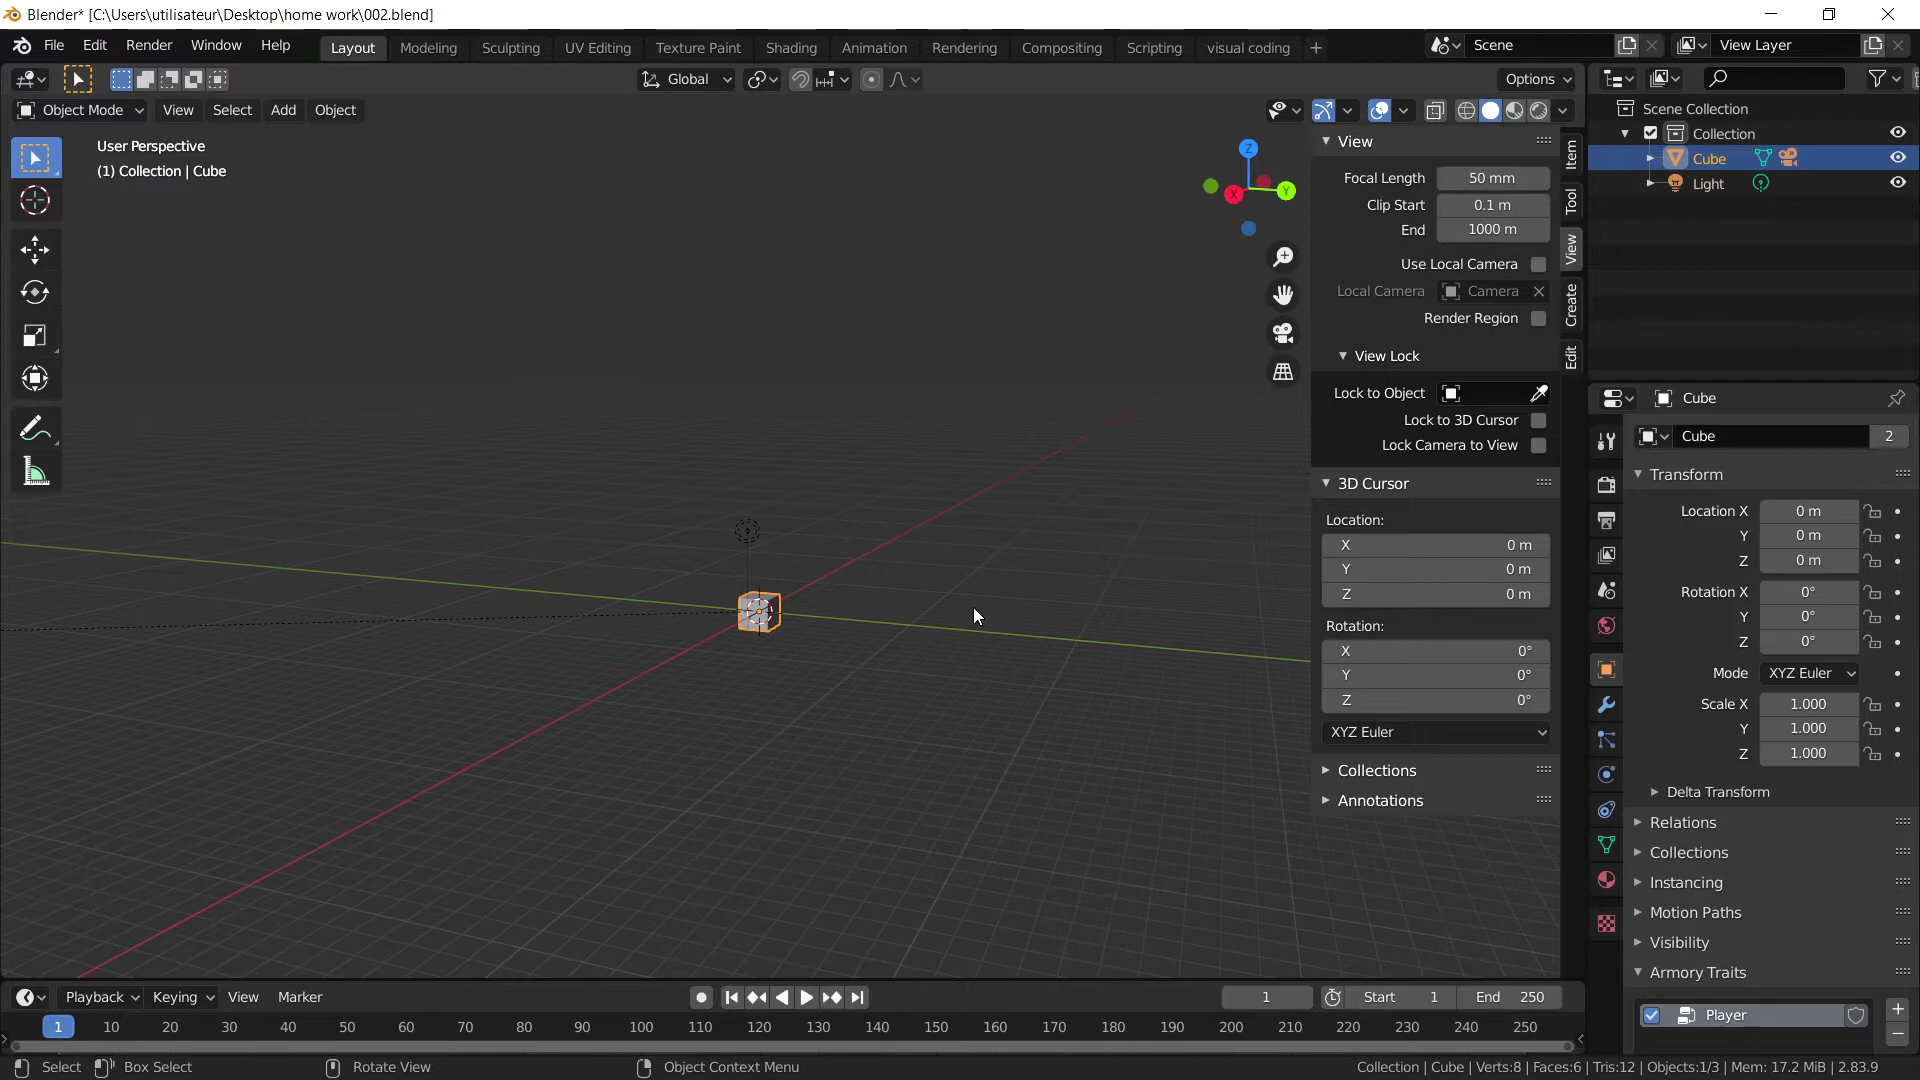 Blender* [C:\Users\utilisateur\Desktop\home work\002.blend]
File Edit Render Window Help Layout Modeling Sculpting UV Editing Texture Paint Shading Animation Rendering Compositing Scripting visual coding + Scene View Layer
Global Options
Object Mode View Select Add Object
User Perspective
(1) Collection | Cube
Z
X
Y
View
Focal Length 50 mm
Clip Start 0.1 m
End 1000 m
Use Local Camera
Local Camera Camera
Render Region
View Lock
Lock to Object
Lock to 3D Cursor
Lock Camera to View
3D Cursor
Location:
X 0 m
Y 0 m
Z 0 m
Rotation:
X 0°
Y 0°
Z 0°
XYZ Euler
Collections
Annotations
Item
Tool
View
Create
Edit
Scene Collection
Collection
Cube
Light
Cube
Cube 2
Transform
Location X 0 m
Y 0 m
Z 0 m
Rotation X 0°
Y 0°
Z 0°
Mode XYZ Euler
Scale X 1.000
Y 1.000
Z 1.000
Delta Transform
Relations
Collections
Instancing
Motion Paths
Visibility
Armory Traits
Player
Playback Keying View Marker 1 Start 1 End 250
1 10 20 30 40 50 60 70 80 90 100 110 120 130 140 150 160 170 180 190 200 210 220 230 240 250
Select Box Select Rotate View Object Context Menu Collection | Cube | Verts:8 | Faces:6 | Tris:12 | Objects:1/3 | Mem: 17.2 MiB | 2.83.9